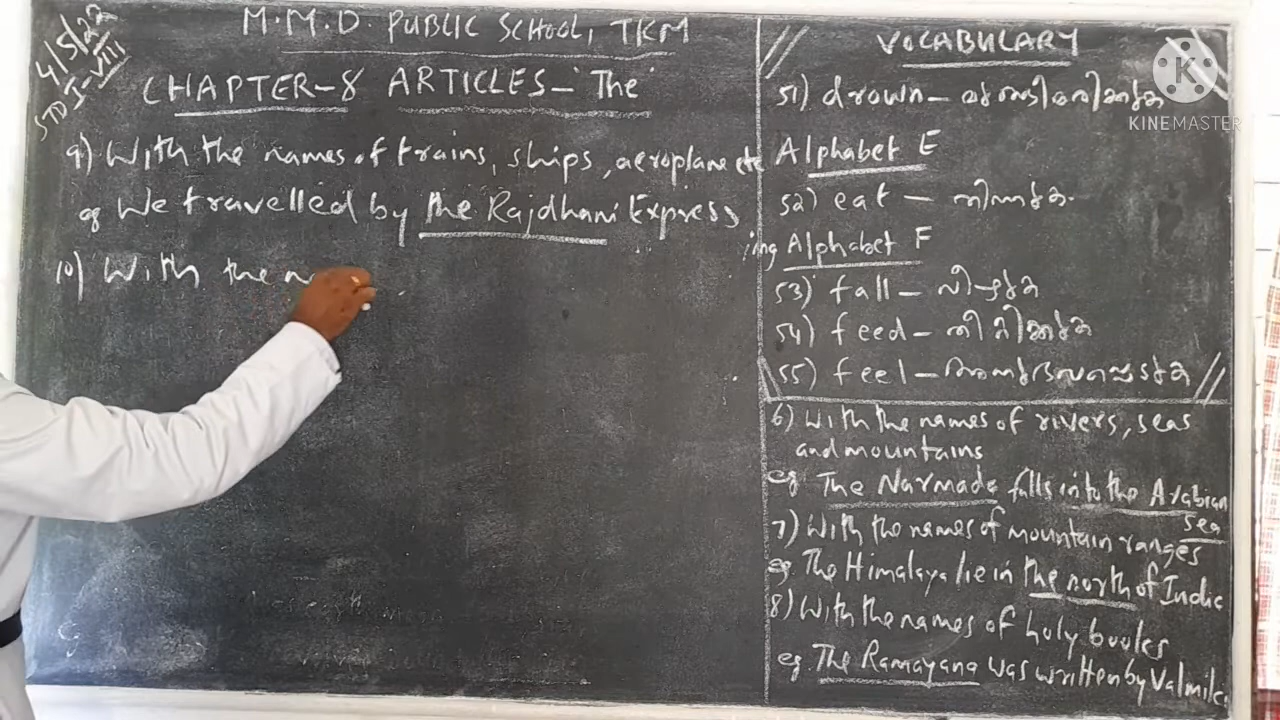 4/5/22
STD I-VIII
M.M.D. PUBLIC SCHOOL, TKM
CHAPTER-8 ARTICLES - 'The'
9) With the names of trains, ships, aeroplane etc
eg We travelled by the Rajdhani Express
10) With the n
VOCABULARY
51) drown -
Alphabet E
52) eat - തിന്നുക
ing Alphabet F
53) fall - വീഴുക
54) feed -
55) feel -
6) With the names of rivers, seas
and mountains
eg. The Narmada falls into the Arabian
sea
7) With the names of mountain ranges
eg. The Himalaya lie in the north of India
8) With the names of holy books
eg. The Ramayana was written by Valmiki
KINEMASTER